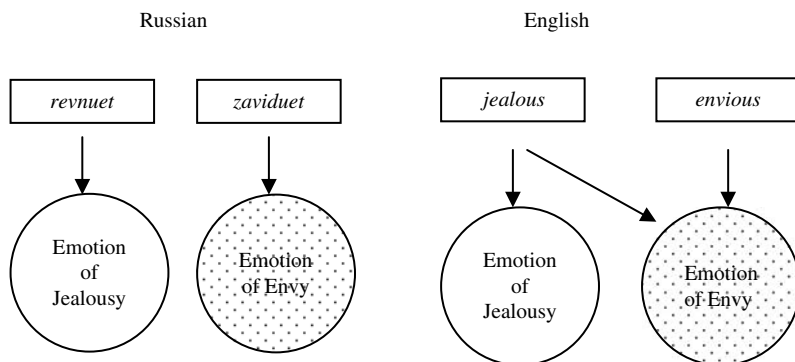 Russian
English
revnuet
zaviduet
jealous
envious
Emotion
of
Jealousy
Emotion
of Envy
Emotion
of
Jealousy
Emotion
of Envy